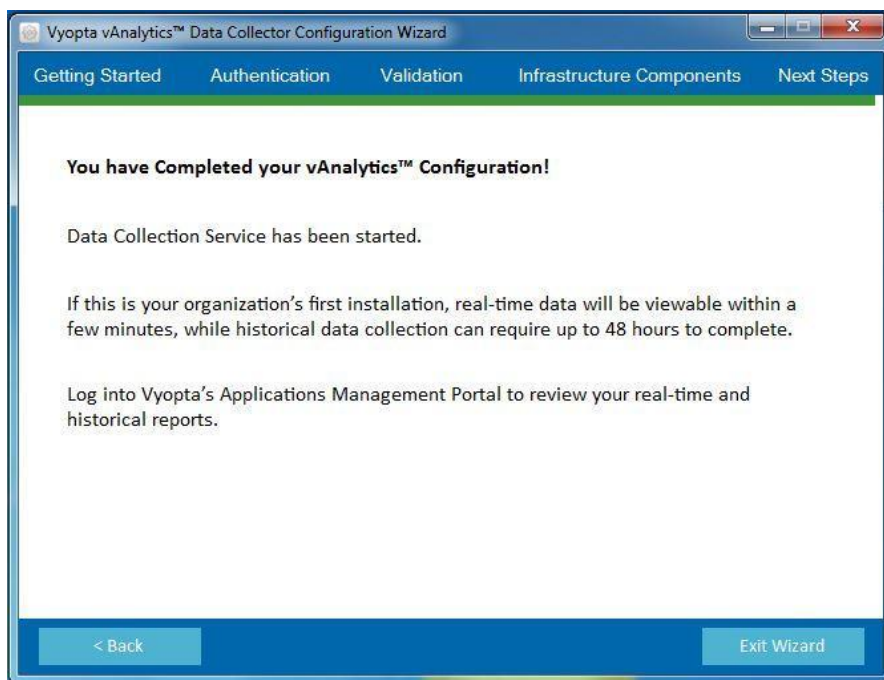 Vyopta vAnalytics™ Data Collector Configuration Wizard
Getting Started Authentication Validation Infrastructure Components Next Steps
You have Completed your vAnalytics™ Configuration!
Data Collection Service has been started.
If this is your organization's first installation, real-time data will be viewable within a
few minutes, while historical data collection can require up to 48 hours to complete.
Log into Vyopta's Applications Management Portal to review your real-time and
historical reports.
< Back Exit Wizard